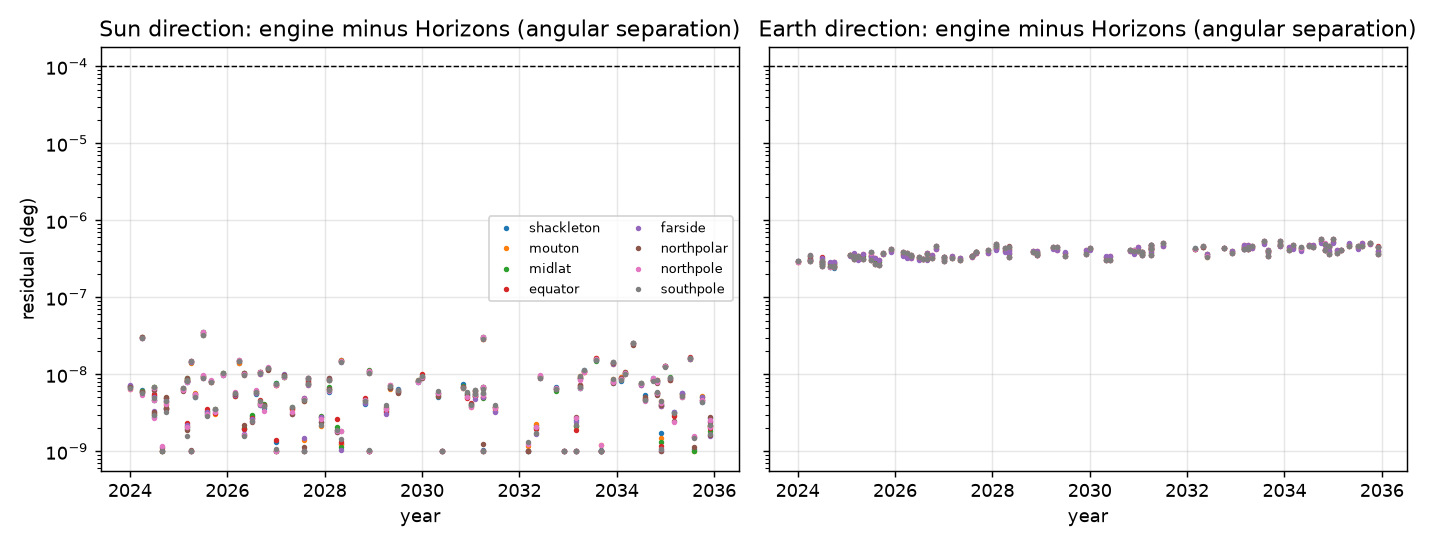 Sun direction: engine minus Horizons (angular separation)
Earth direction: engine minus Horizons (angular separation)
residual (deg)
10⁻⁴
10⁻⁵
10⁻⁶
10⁻⁷
10⁻⁸
10⁻⁹
shackleton
mouton
midlat
equator
farside
northpolar
northpole
southpole
2024 2026 2028 2030 2032 2034 2036
year
2024 2026 2028 2030 2032 2034 2036
year